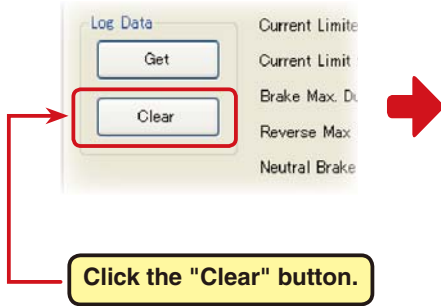 Log Data
Get
Clear
Current Limite
Current Limit
Brake Max. Du
Reverse Max
Neutral Brake
Click the "Clear" button.